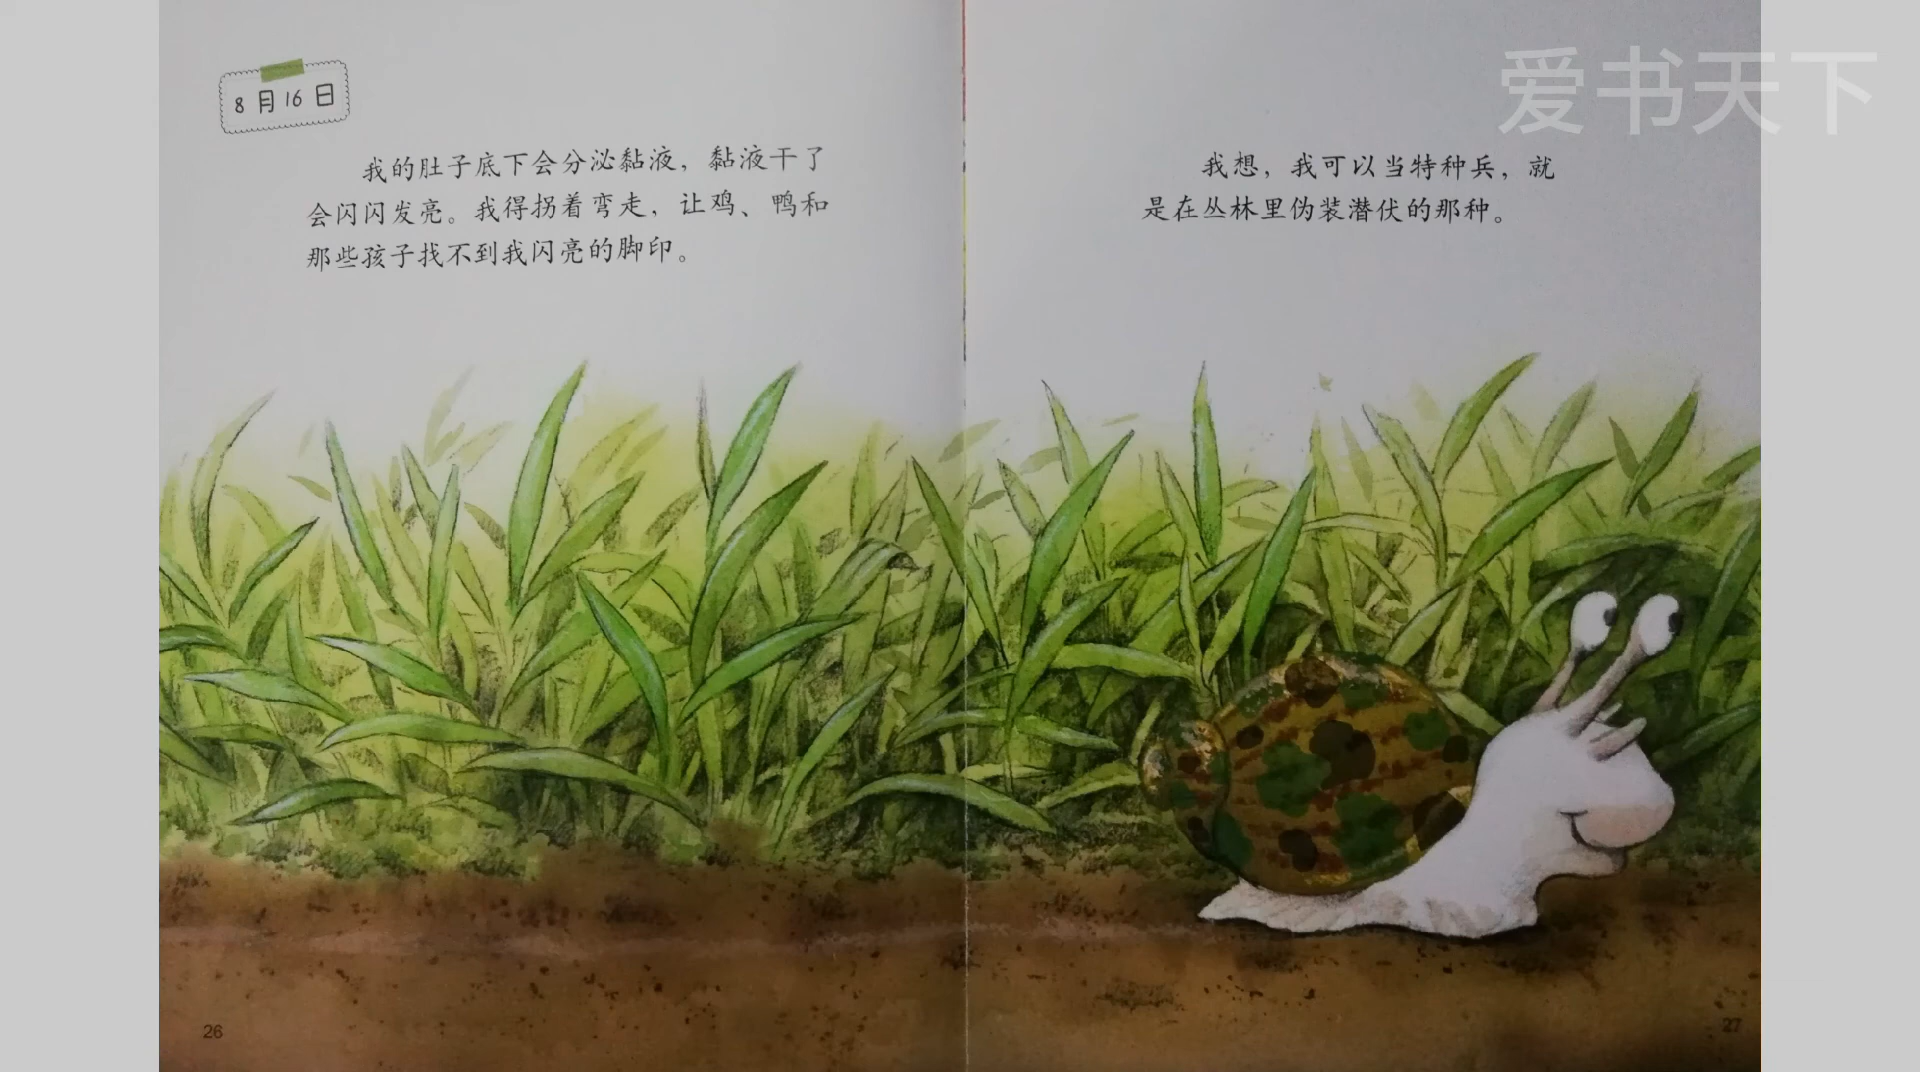 爱书天下
8月16日
我的肚子底下会分泌黏液，黏液干了
会闪闪发亮。我得拐着弯走，让鸡、鸭和
那些孩子找不到我闪亮的脚印。
我想，我可以当特种兵，就
是在丛林里伪装潜伏的那种。
26
27